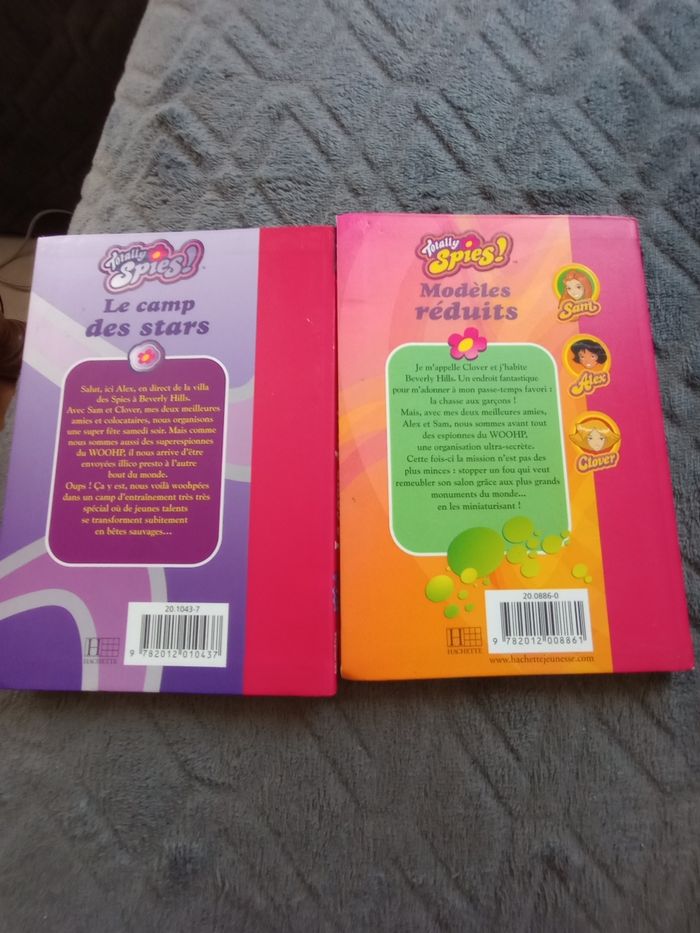 Totally
Spies!
Le camp
des stars
Salut, ici Alex, en direct de la villa
des Spies à Beverly Hills.
Avec Sam et Clover, mes deux meilleures
amies et colocataires, nous organisons
une super fête samedi soir. Mais comme
nous sommes aussi des superespionnes
du WOOHP, il nous arrive d'être
envoyées illico presto à l'autre
bout du monde.
Oups ! Ça y est, nous voilà woohpées
dans un camp d'entraînement très très
spécial où de jeunes talents
se transforment subitement
en bêtes sauvages...
20.1043-7
H
HACHETTE
9 782012 010437
Totally
Spies!
Modèles
réduits
Sam
Alex
Clover
Je m'appelle Clover et j'habite
Beverly Hills. Un endroit fantastique
pour m'adonner à mon passe-temps favori :
la chasse aux garçons !
Mais, avec mes deux meilleures amies,
Alex et Sam, nous sommes avant tout
des espionnes du WOOHP,
une organisation ultra-secrète.
Cette fois-ci la mission n'est pas des
plus minces : stopper un fou qui veut
remeubler son salon grâce aux plus grands
monuments du monde...
en les miniaturisant !
20.0886-0
H
HACHETTE
9 782012 008861
www.hachettejeunesse.com